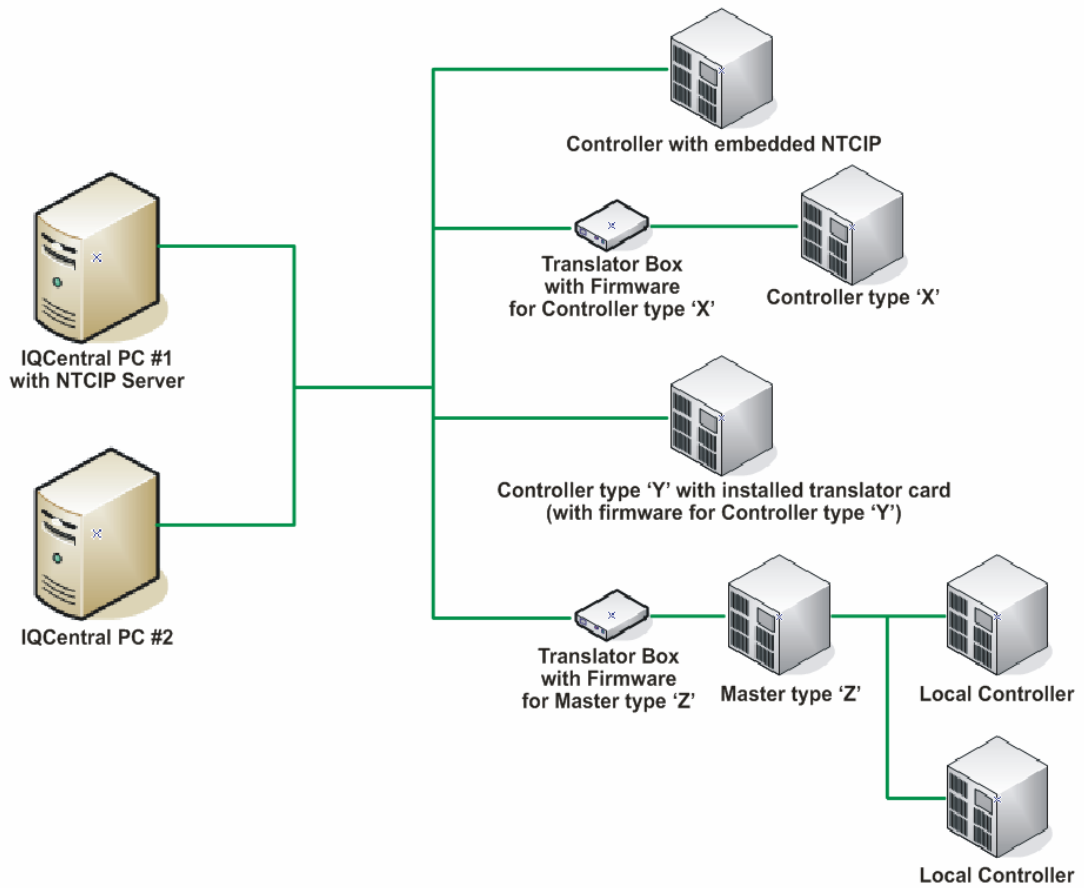 Controller with embedded NTCIP
Translator Box
with Firmware
for Controller type ‘X’
Controller type ‘X’
IQCentral PC #1
with NTCIP Server
Controller type ‘Y’ with installed translator card
(with firmware for Controller type ‘Y’)
IQCentral PC #2
Translator Box
with Firmware
for Master type ‘Z’
Master type ‘Z’
Local Controller
Local Controller